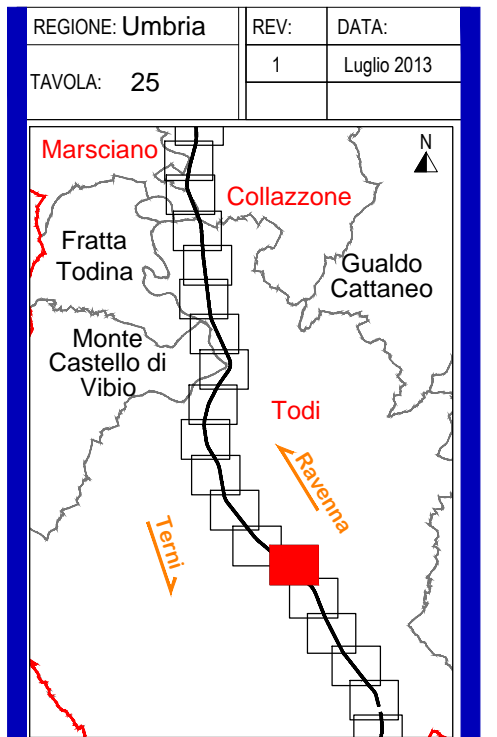 REGIONE: Umbria
REV:
DATA:
TAVOLA: 25
1
Luglio 2013
Marsciano
N
Collazzone
Fratta
Todina
Gualdo
Cattaneo
Monte
Castello di
Vibio
Todi
Ravenna
Terni